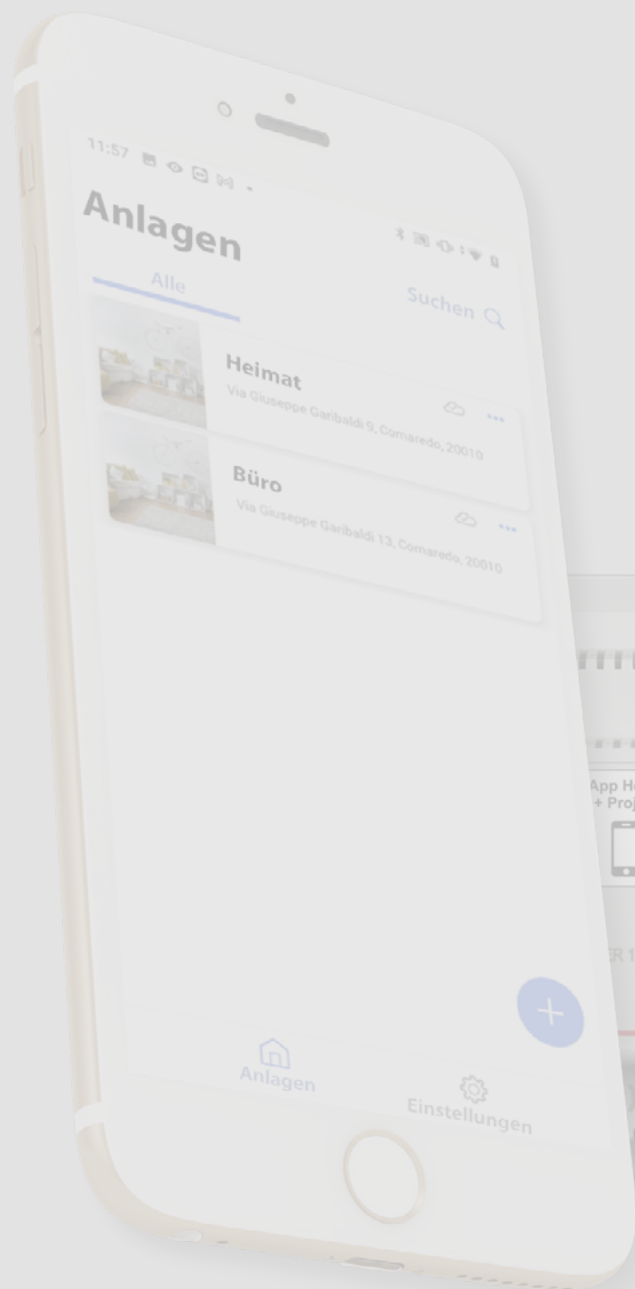 11:57
Anlagen
Alle
Suchen
Heimat
Via Giuseppe Garibaldi 9, Cornaredo, 20010
Büro
Via Giuseppe Garibaldi 13, Cornaredo, 20010
App
+
Anlagen
Einstellungen